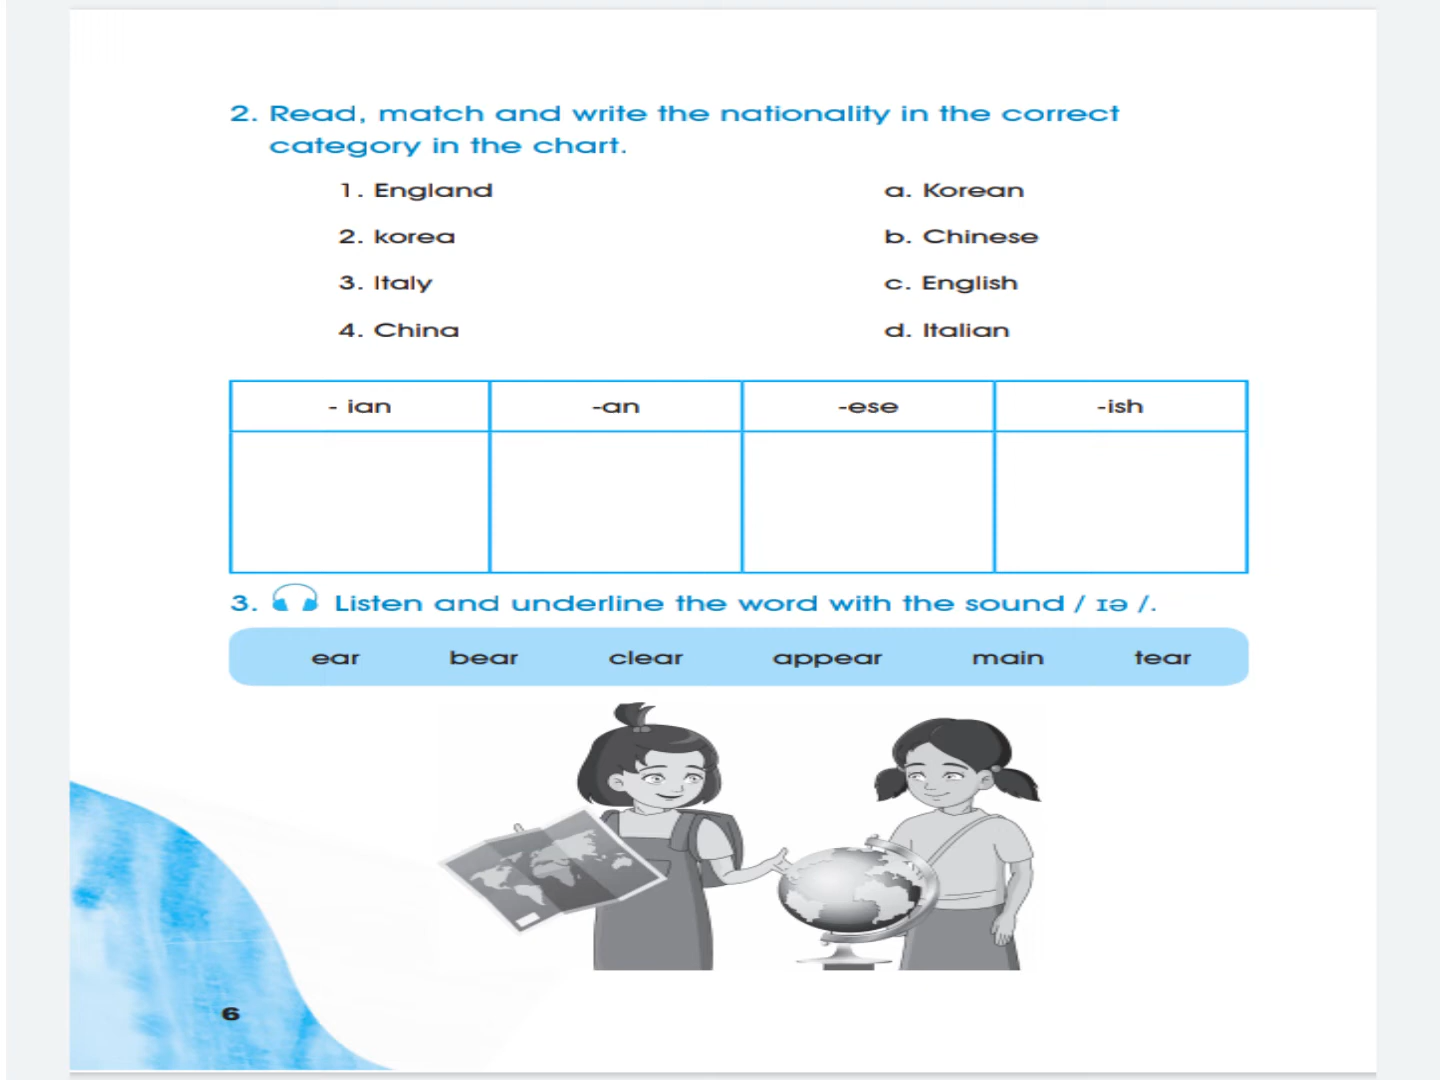 2. Read, match and write the nationality in the correct
category in the chart.
1. England
a. Korean
2. korea
b. Chinese
3. Italy
c. English
4. China
d. Italian
- ian
-an
-ese
-ish
3. Listen and underline the word with the sound / ɪə /.
ear bear clear appear main tear
6